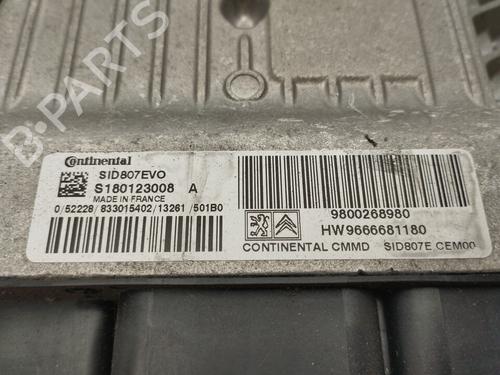 B-PARTS
Continental
SID807EVO
S180123008 A
MADE IN FRANCE
0/52228/833015402/13261/501B0
9800268980
HW9666681180
CONTINENTAL CMMD SID807E CEM00